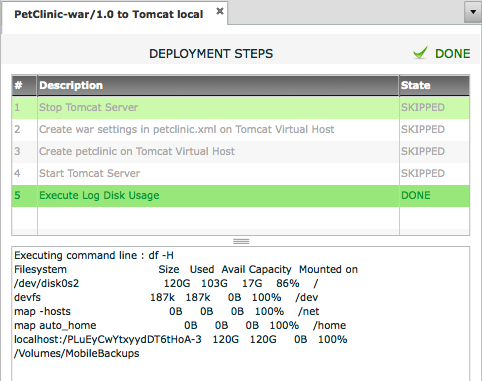 PetClinic-war/1.0 to Tomcat local
DEPLOYMENT STEPS
DONE
# Description State
1 Stop Tomcat Server SKIPPED
2 Create war settings in petclinic.xml on Tomcat Virtual Host SKIPPED
3 Create petclinic on Tomcat Virtual Host SKIPPED
4 Start Tomcat Server SKIPPED
5 Execute Log Disk Usage DONE
Executing command line : df -H
Filesystem Size Used Avail Capacity Mounted on
/dev/disk0s2 120G 103G 17G 86% /
devfs 187k 187k 0B 100% /dev
map -hosts 0B 0B 0B 100% /net
map auto_home 0B 0B 0B 100% /home
localhost:/PLuEyCwYtxyydDT6tHoA-3 120G 120G 0B 100%
/Volumes/MobileBackups